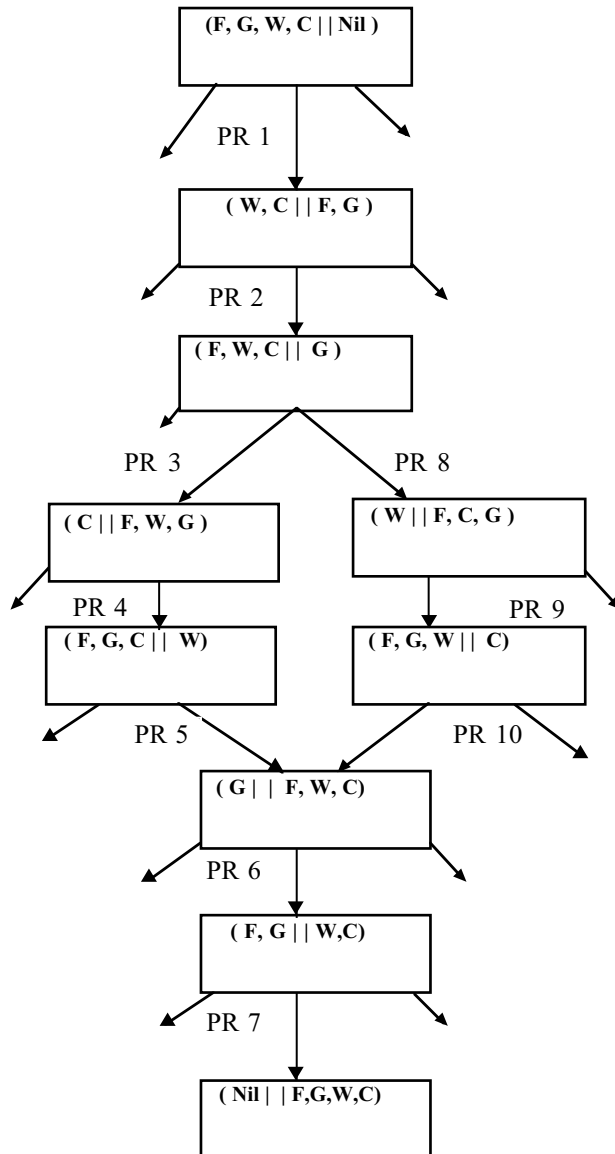 (F, G, W, C | | Nil )
PR 1
( W, C | | F, G )
PR 2
( F, W, C | | G )
PR 3
PR 8
( C | | F, W, G )
( W | | F, C, G )
PR 4
PR 9
( F, G, C | | W)
( F, G, W | | C)
PR 5
PR 10
( G | | F, W, C)
PR 6
( F, G | | W,C)
PR 7
( Nil | | F,G,W,C)